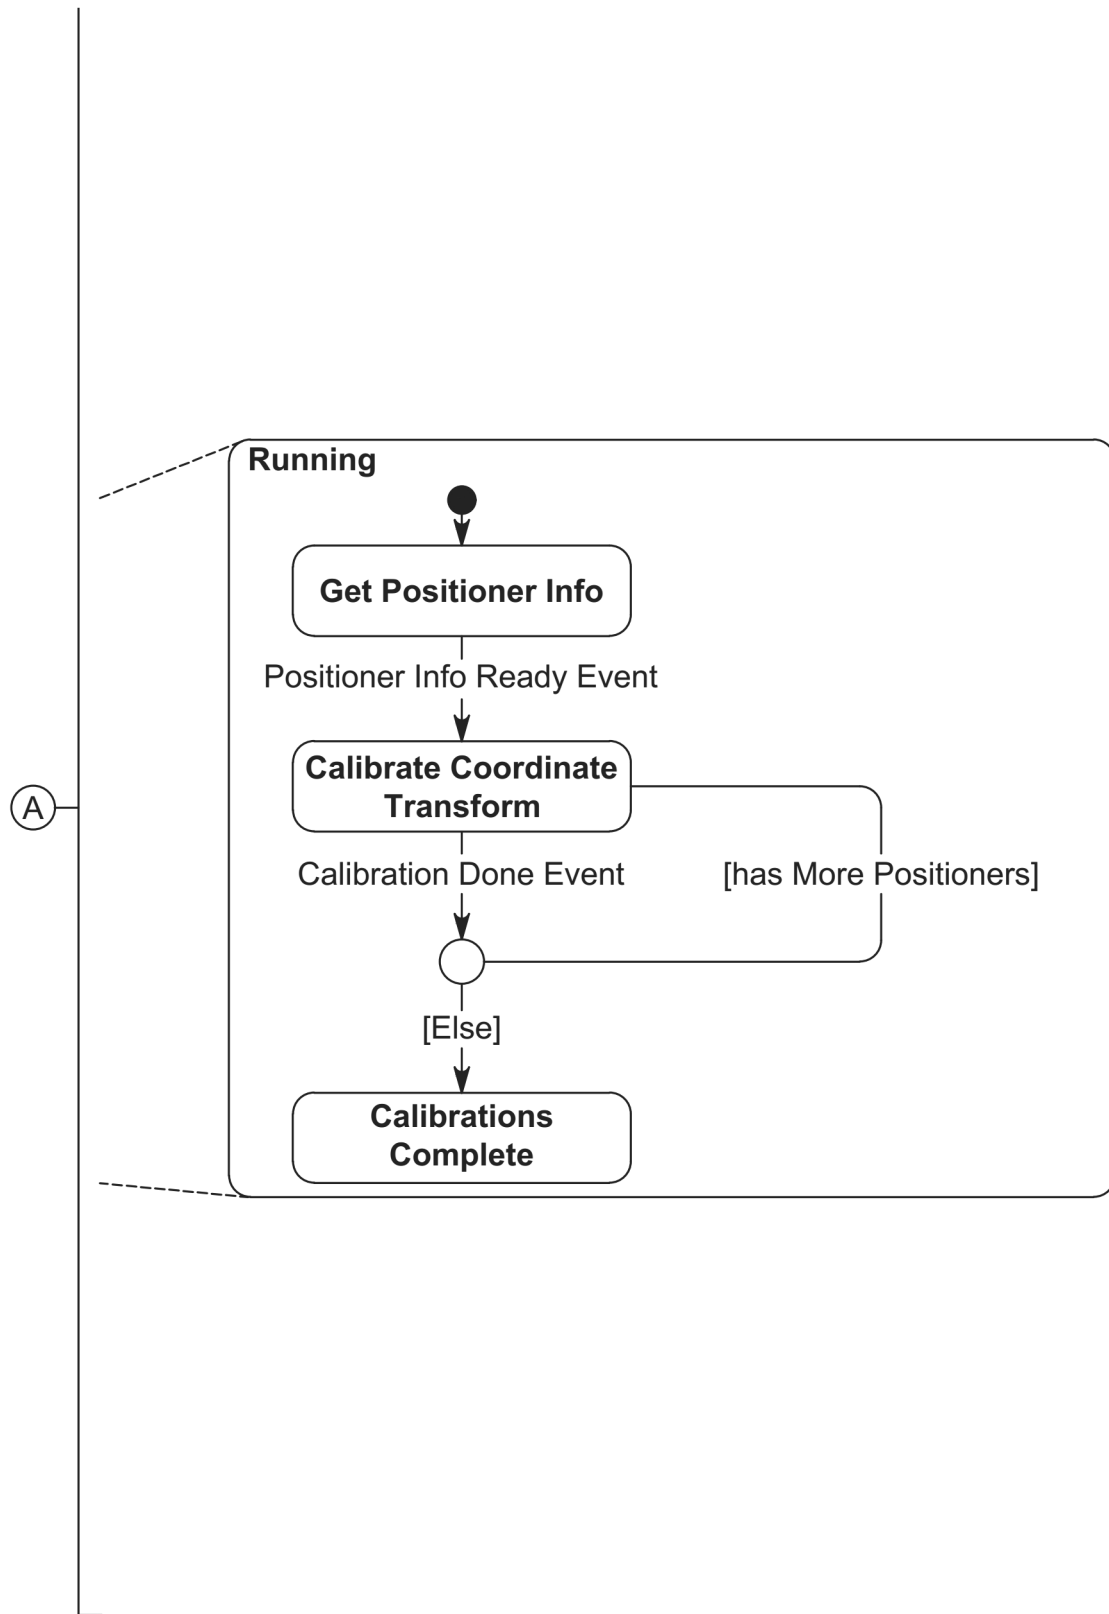 Running
Get Positioner Info
Positioner Info Ready Event
Calibrate Coordinate
Transform
A
Calibration Done Event
[has More Positioners]
[Else]
Calibrations
Complete